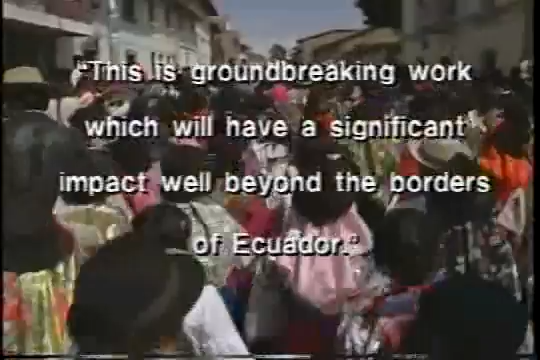 "This is groundbreaking work
which will have a significant
impact well beyond the borders
of Ecuador."